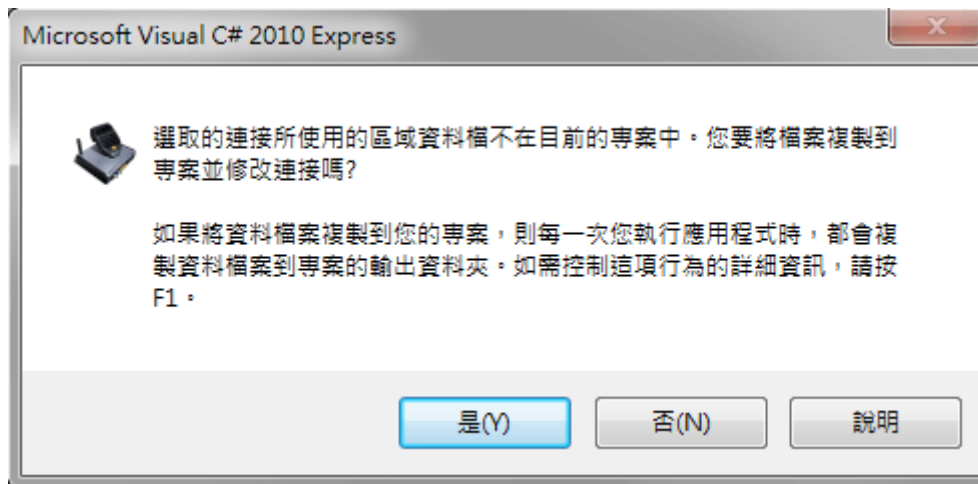 Microsoft Visual C# 2010 Express
選取的連接所使用的區域資料檔不在目前的專案中。您要將檔案複製到
專案並修改連接嗎?
如果將資料檔案複製到您的專案，則每一次您執行應用程式時，都會複
製資料檔案到專案的輸出資料夾。如需控制這項行為的詳細資訊，請按
F1。
是(Y) 否(N) 說明